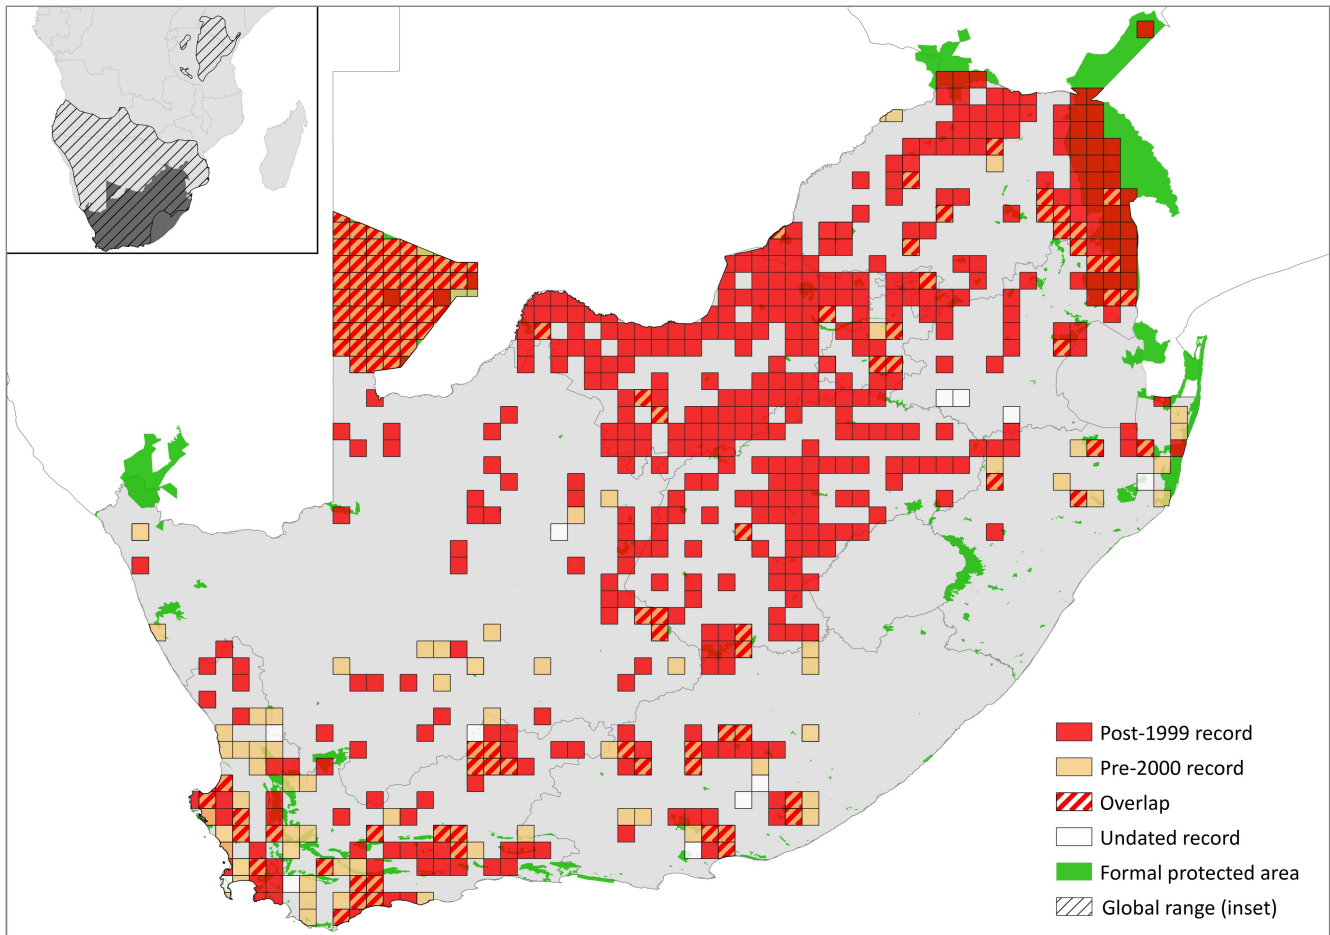 Post-1999 record
Pre-2000 record
Overlap
Undated record
Formal protected area
Global range (inset)